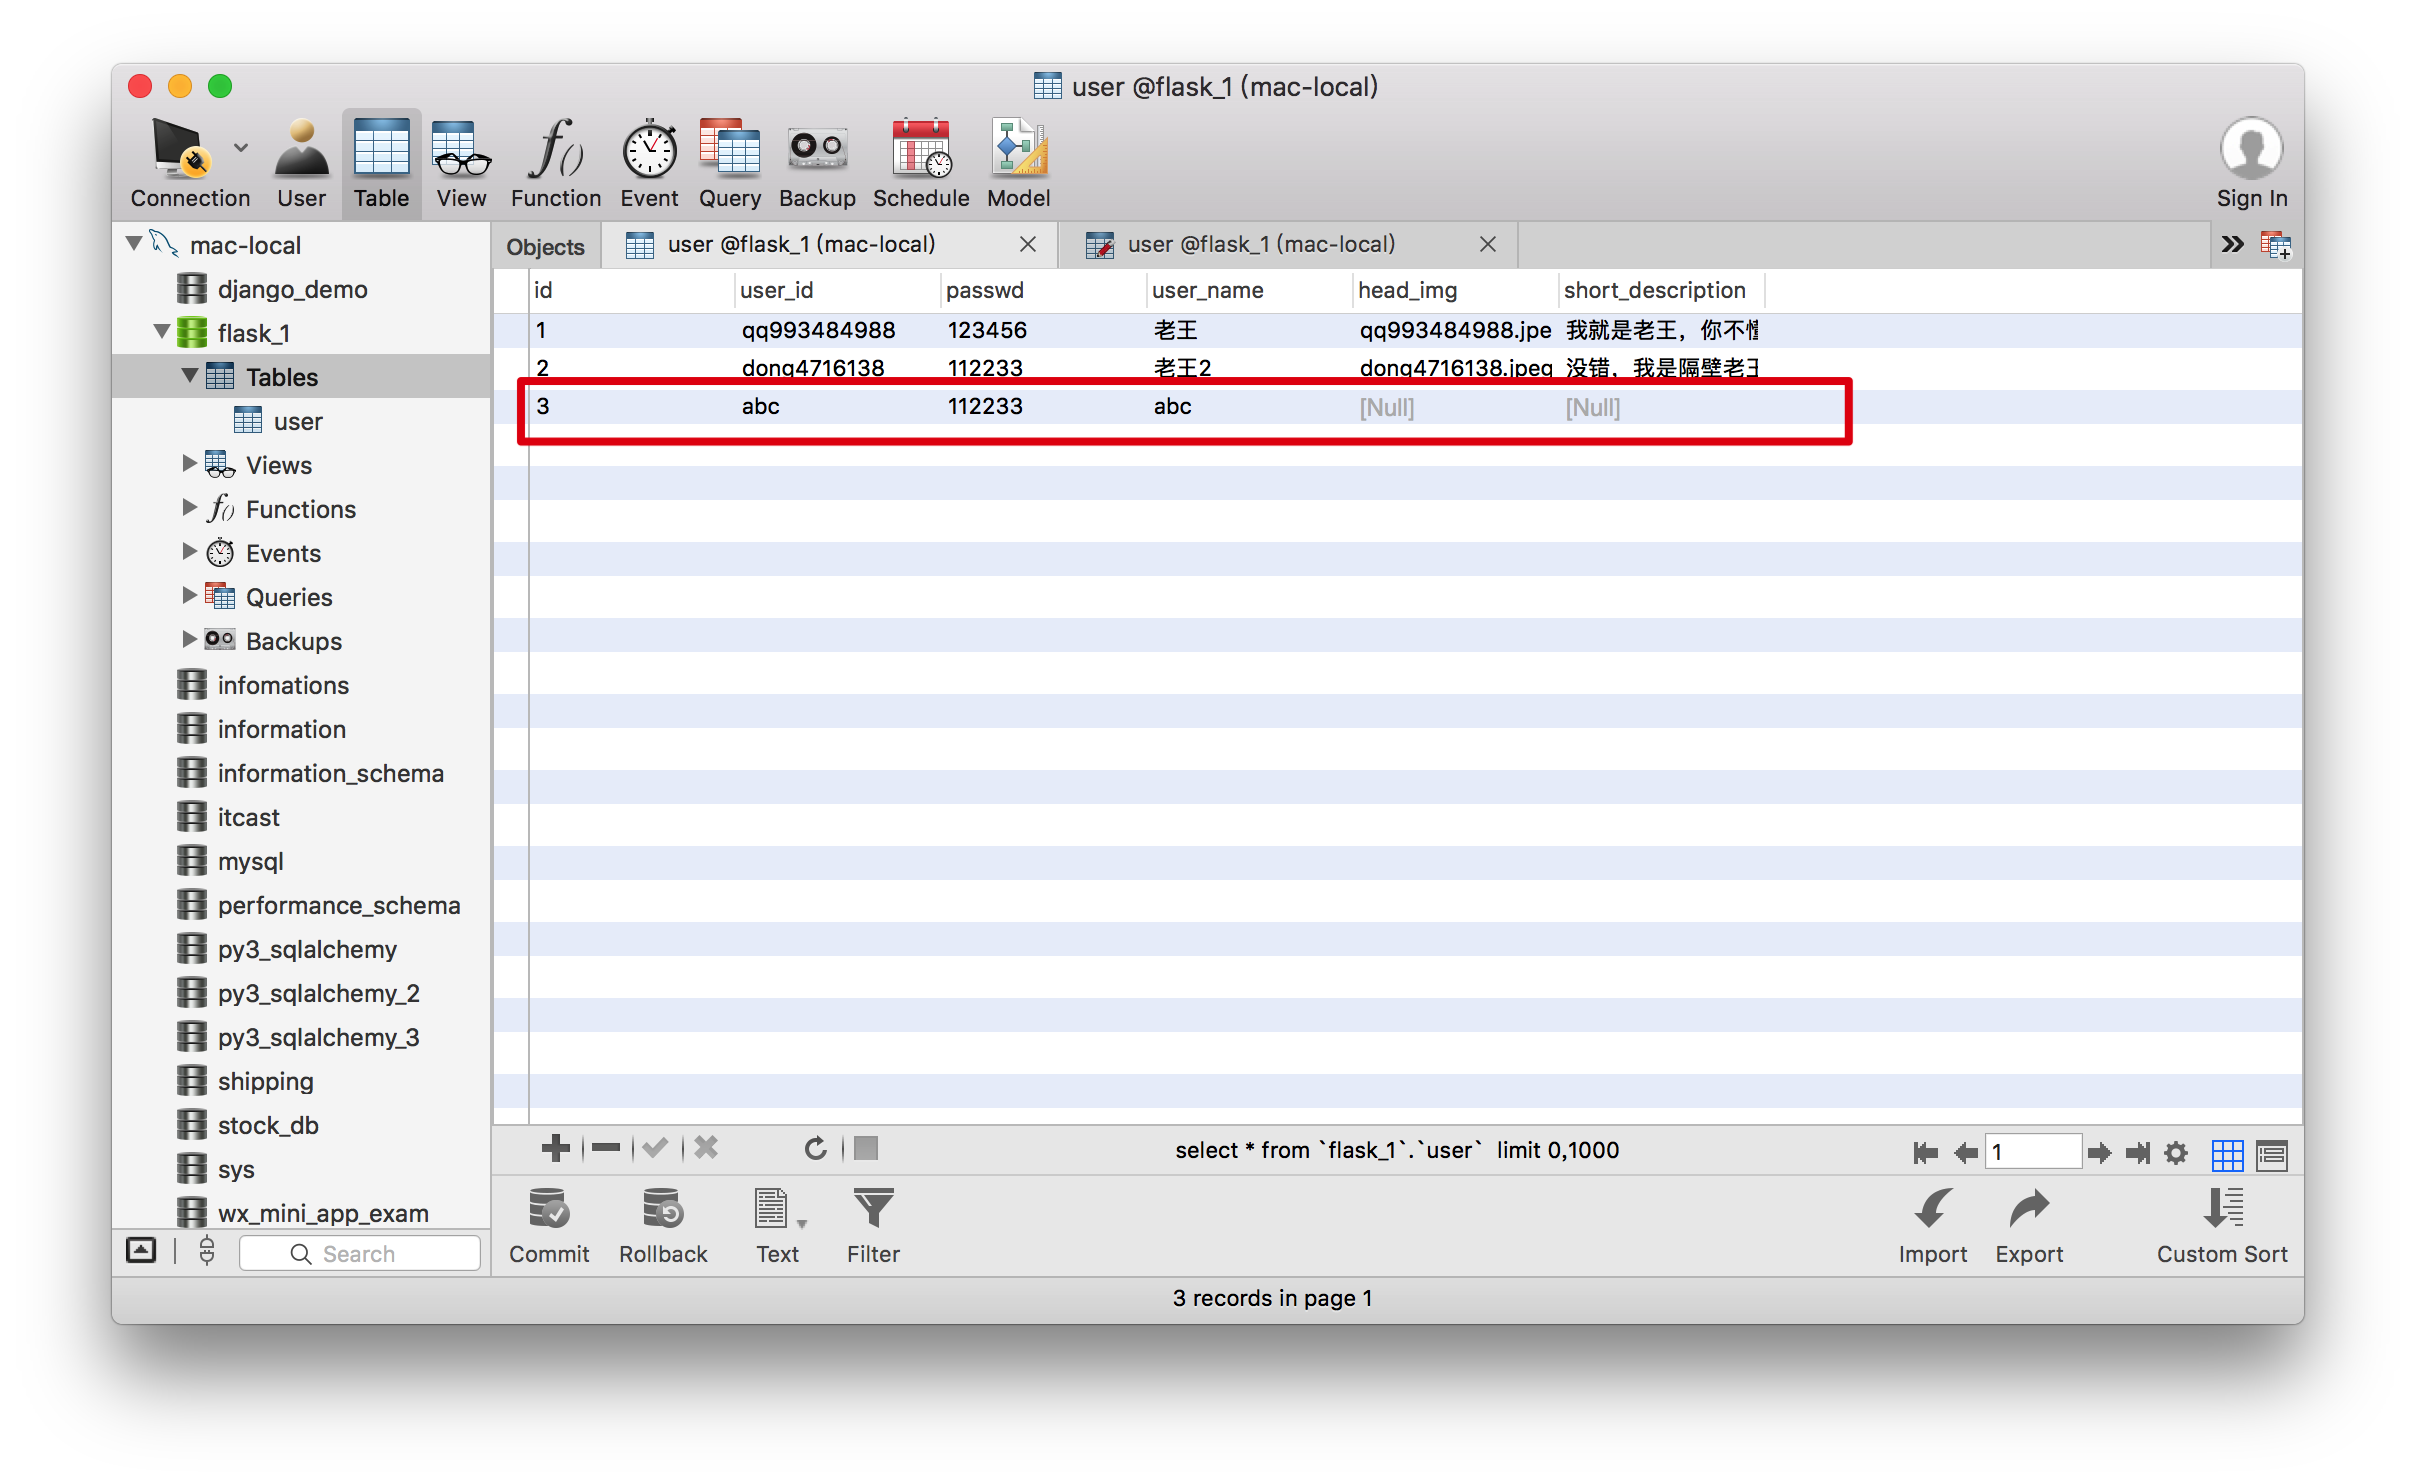 user @flask_1 (mac-local)
Connection User Table View Function Event Query Backup Schedule Model Sign In
mac-local
django_demo
flask_1
Tables
user
Views
Functions
Events
Queries
Backups
infomations
information
information_schema
itcast
mysql
performance_schema
py3_sqlalchemy
py3_sqlalchemy_2
py3_sqlalchemy_3
shipping
stock_db
sys
wx_mini_app_exam
Search
Objects user @flask_1 (mac-local) user @flask_1 (mac-local)
id user_id passwd user_name head_img short_description
1 qq993484988 123456 老王 qq993484988.jpe 我就是老王，你不
2 dong4716138 112233 老王2 dong4716138.jpeg 没错，我是隔壁老王
3 abc 112233 abc [Null] [Null]
select * from `flask_1`.`user` limit 0,1000
1
Commit Rollback Text Filter Import Export Custom Sort
3 records in page 1